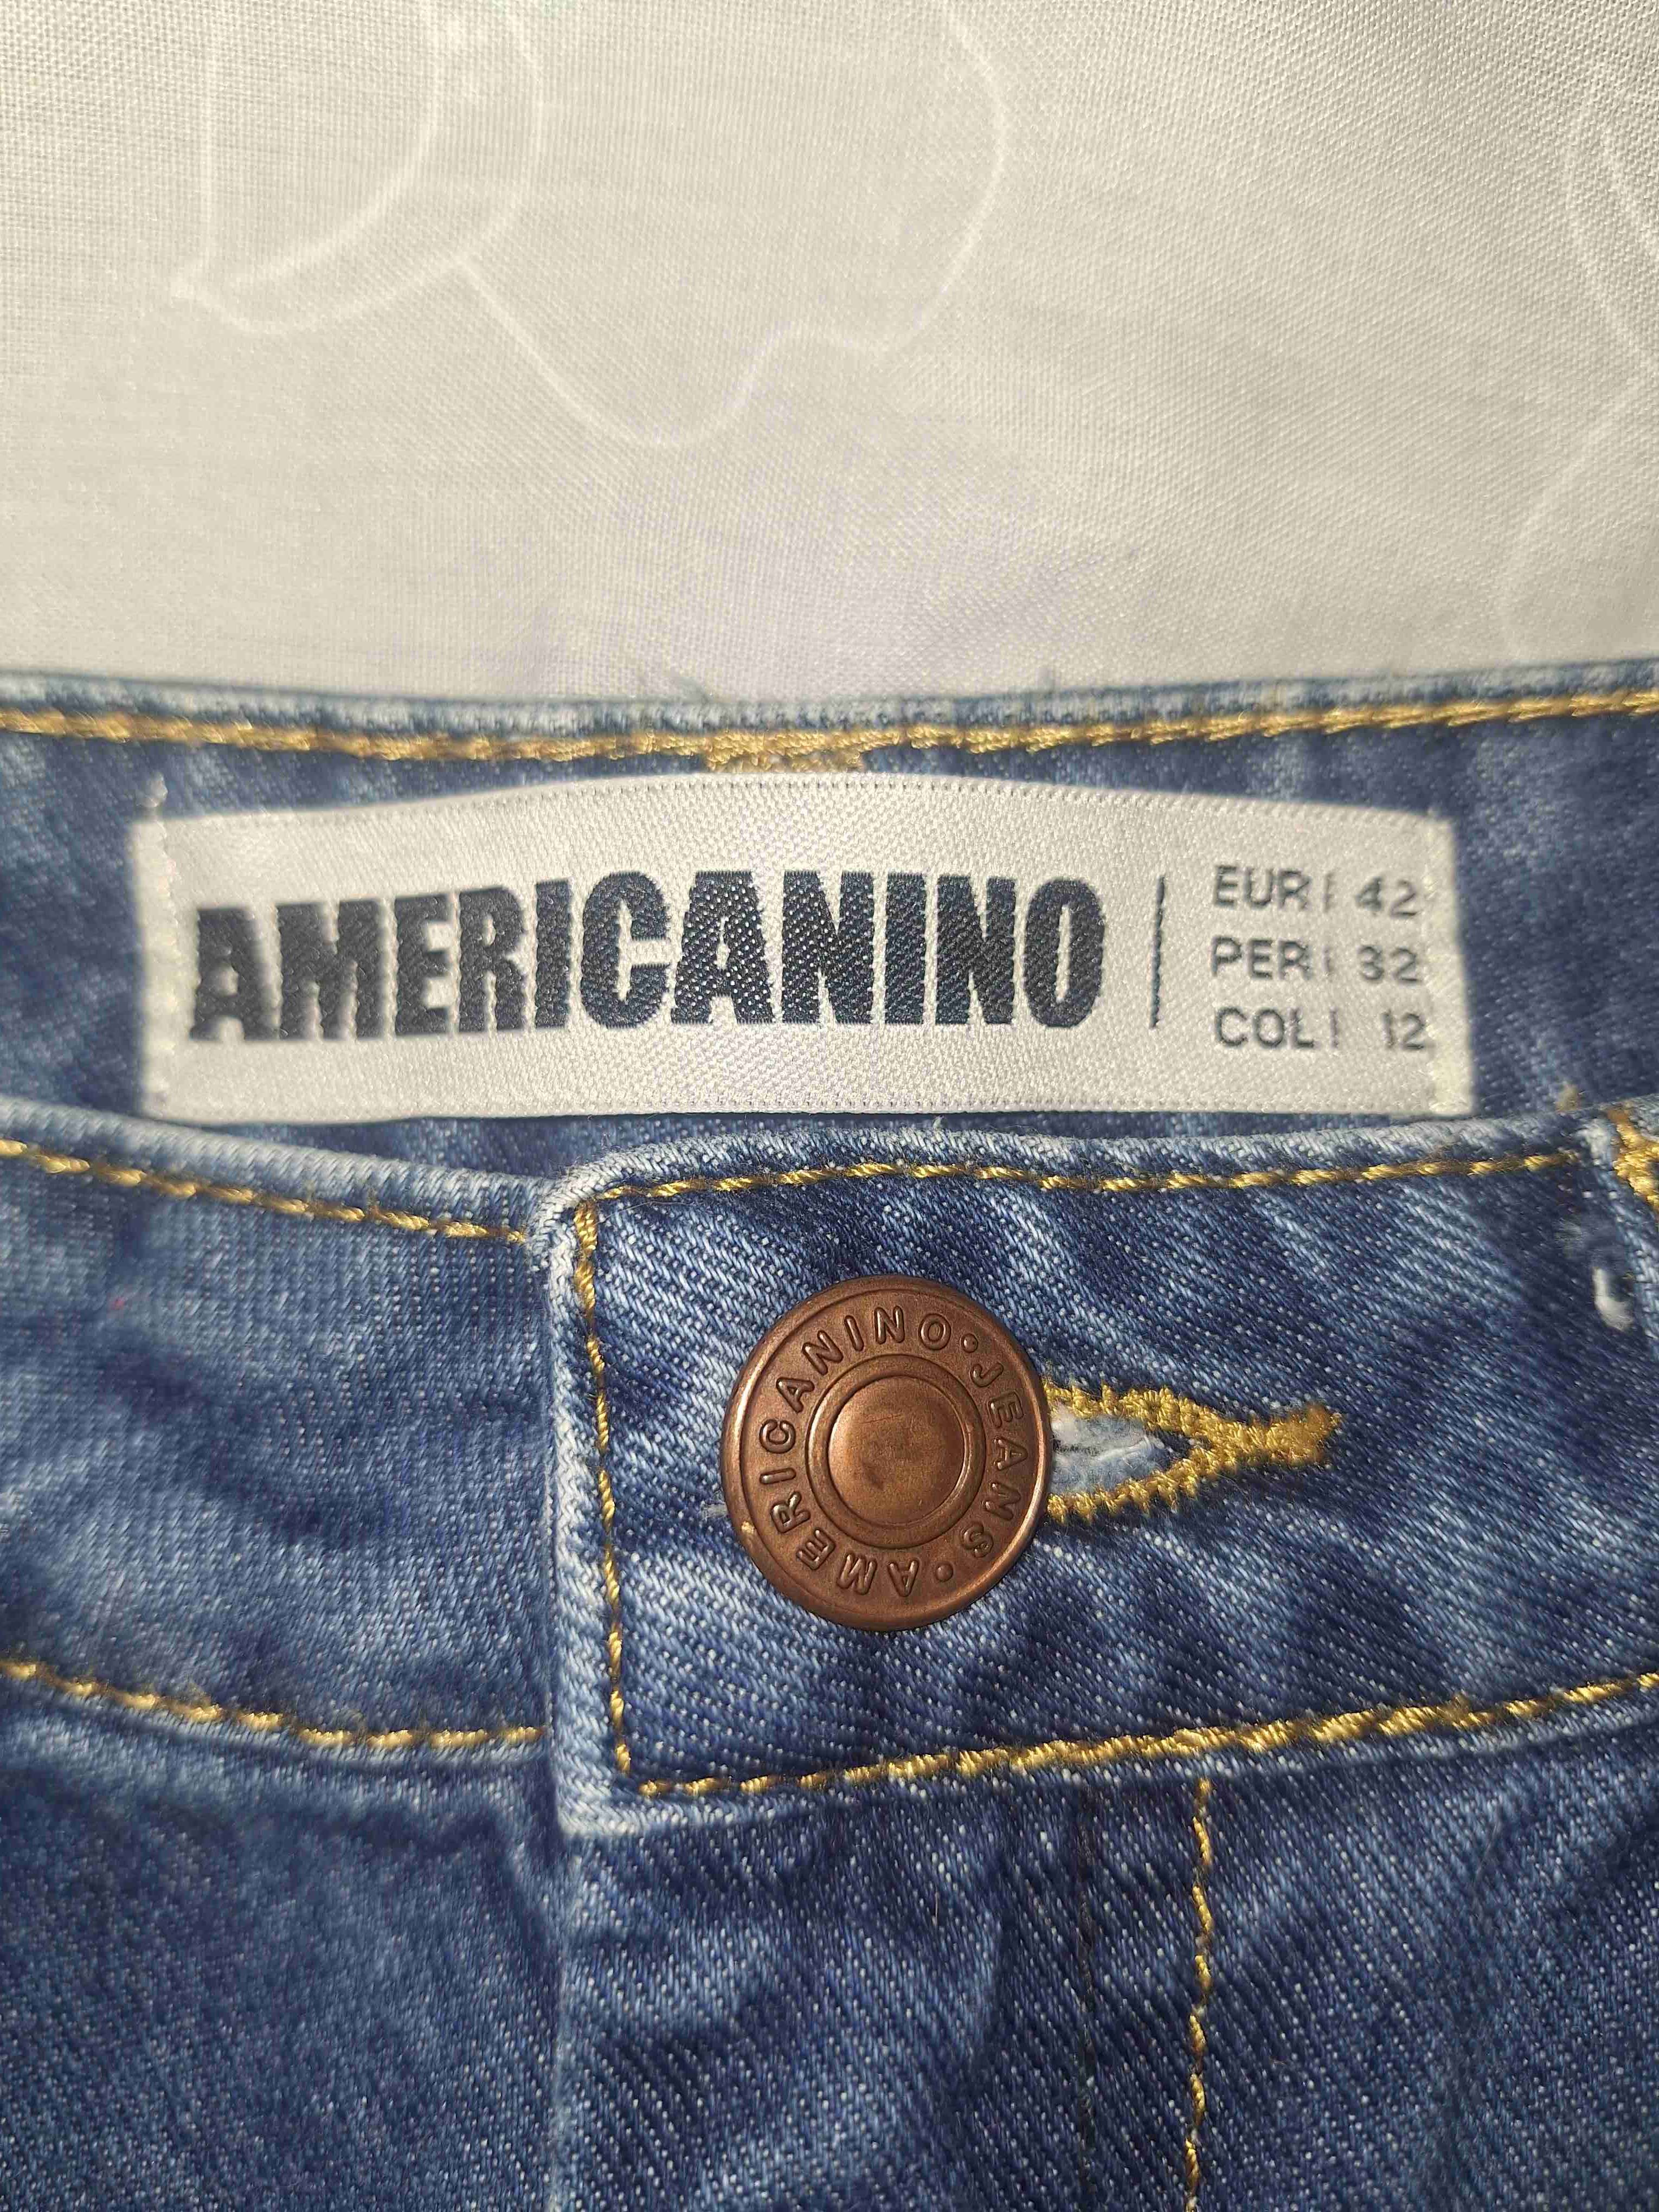 AMERICANINO
EUR | 42
PER | 32
COL | 12
AMERICANINO • JEANS •